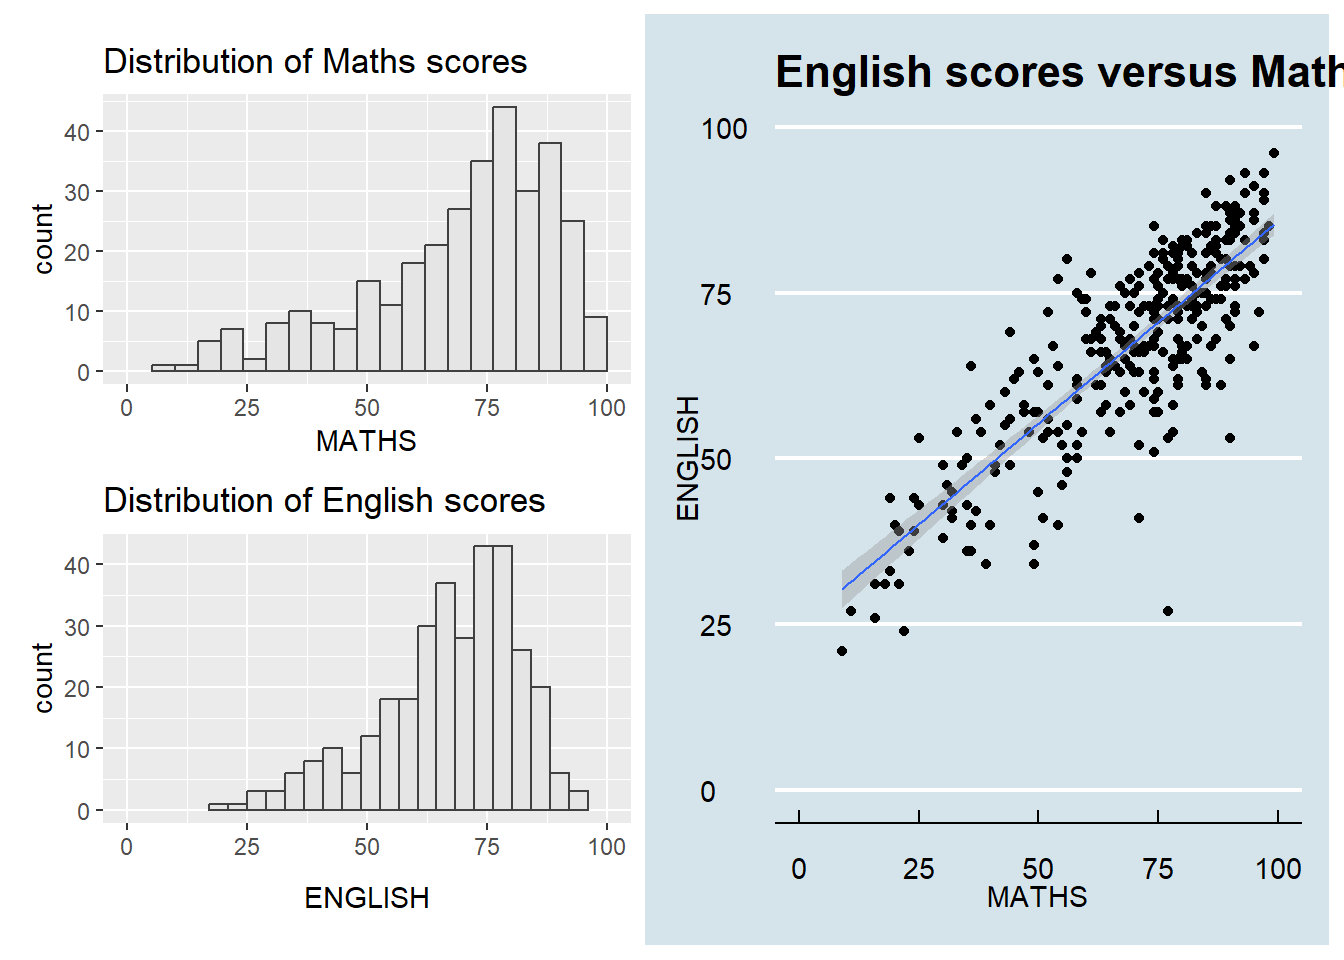 Distribution of Maths scores
40
30
20
10
0
count
0 25 50 75 100
MATHS
Distribution of English scores
40
30
20
10
0
count
0 25 50 75 100
ENGLISH
English scores versus Math
100
75
50
25
0
ENGLISH
0 25 50 75 100
MATHS